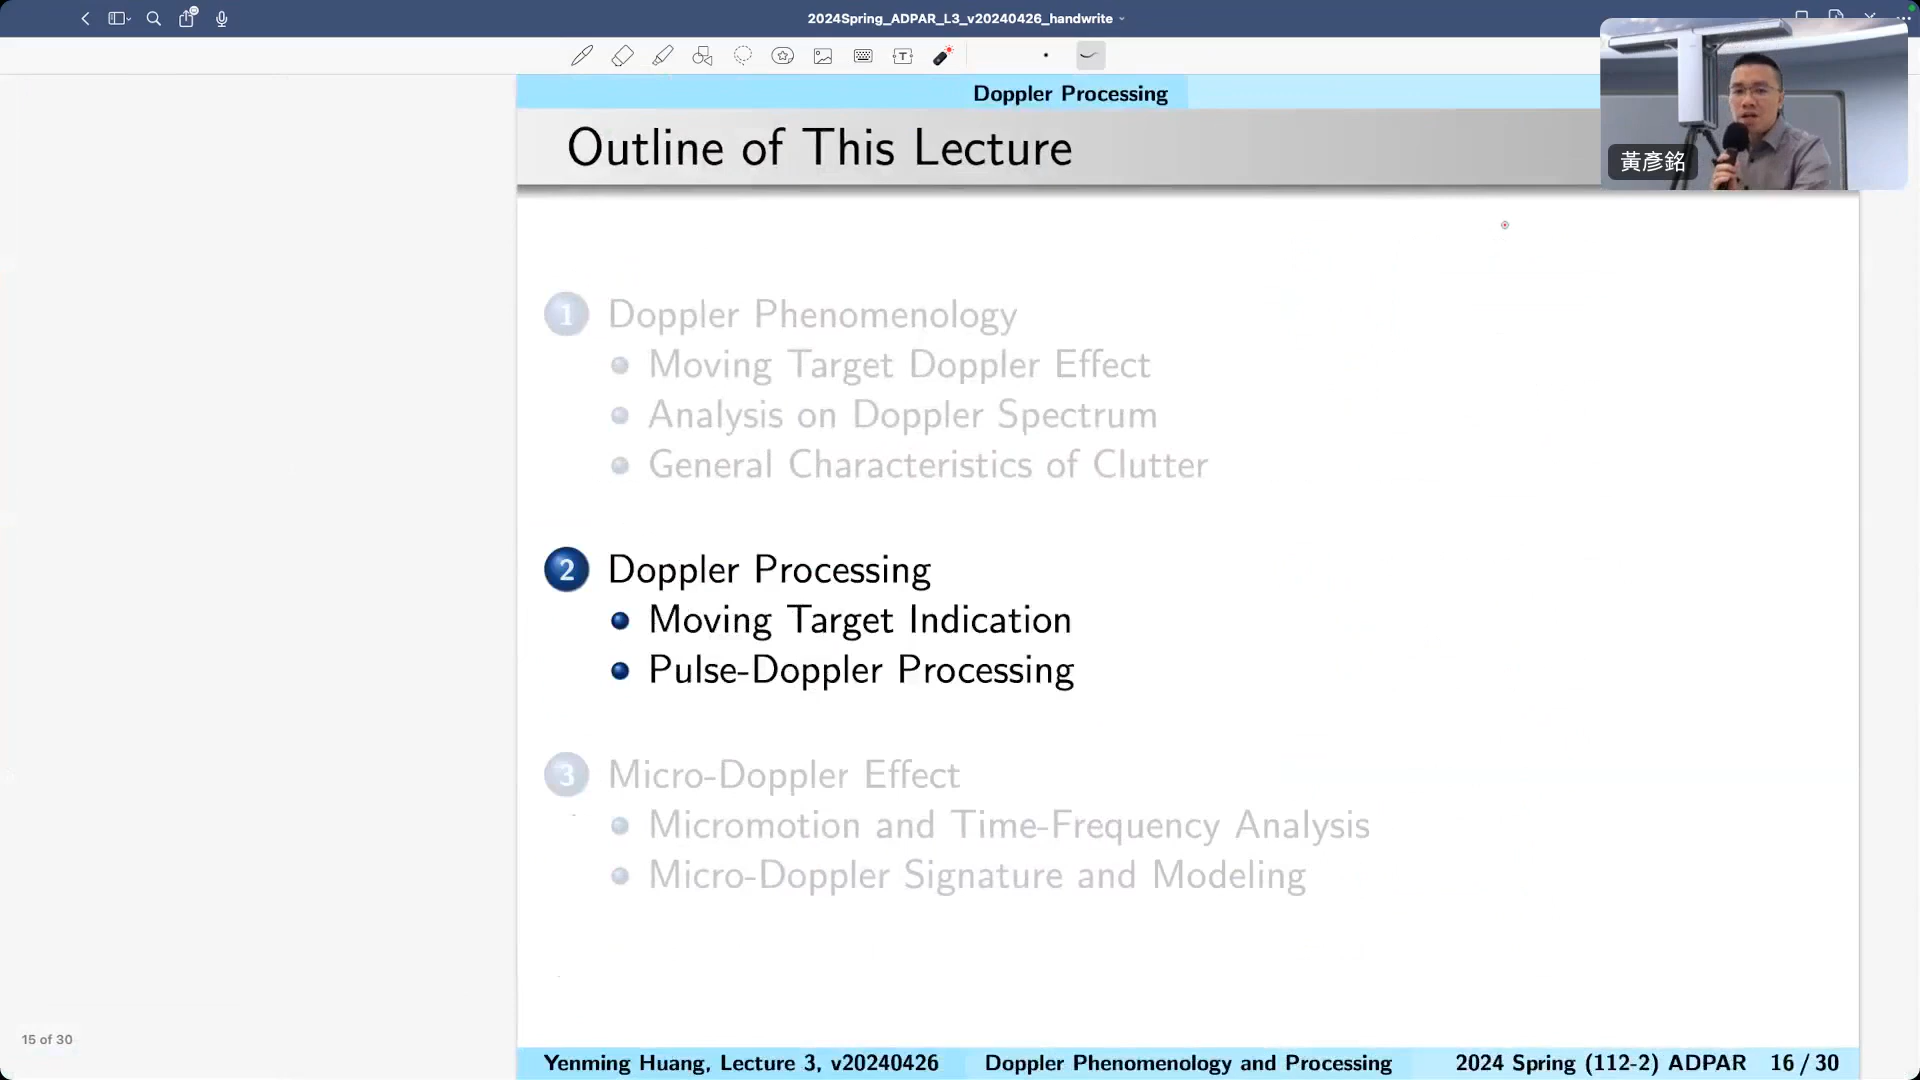 2024Spring_ADPAR_L3_v20240426_handwrite
Doppler Processing
Outline of This Lecture
黃彥銘
1 Doppler Phenomenology
Moving Target Doppler Effect
Analysis on Doppler Spectrum
General Characteristics of Clutter
2 Doppler Processing
Moving Target Indication
Pulse-Doppler Processing
3 Micro-Doppler Effect
Micromotion and Time-Frequency Analysis
Micro-Doppler Signature and Modeling
15 of 30
Yenming Huang, Lecture 3, v20240426 Doppler Phenomenology and Processing 2024 Spring (112-2) ADPAR 16 / 30